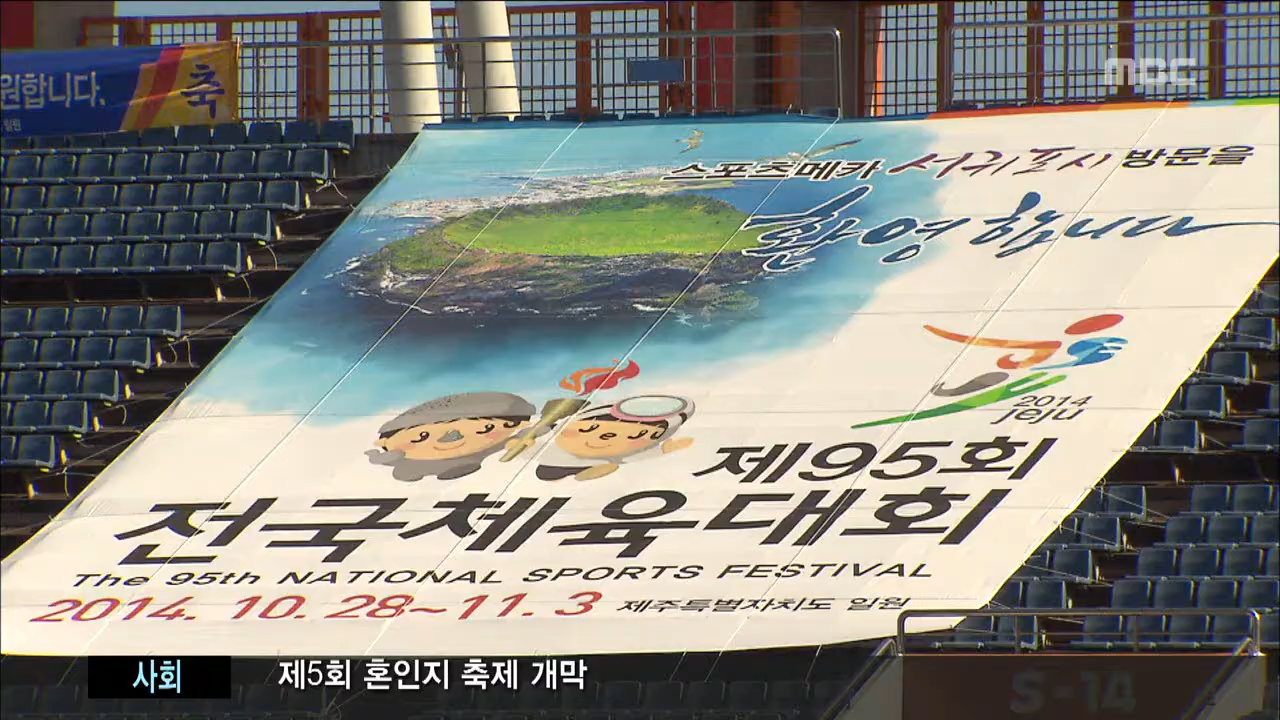 원합니다.
축
일원
MBC
스포츠메카 서귀포시 방문을
환영합니다
2014
jeju
제95회
전국체육대회
The 95th NATIONAL SPORTS FESTIVAL
2014. 10. 28~11. 3 제주특별자치도 일원
S-14
사회 제5회 혼인지 축제 개막